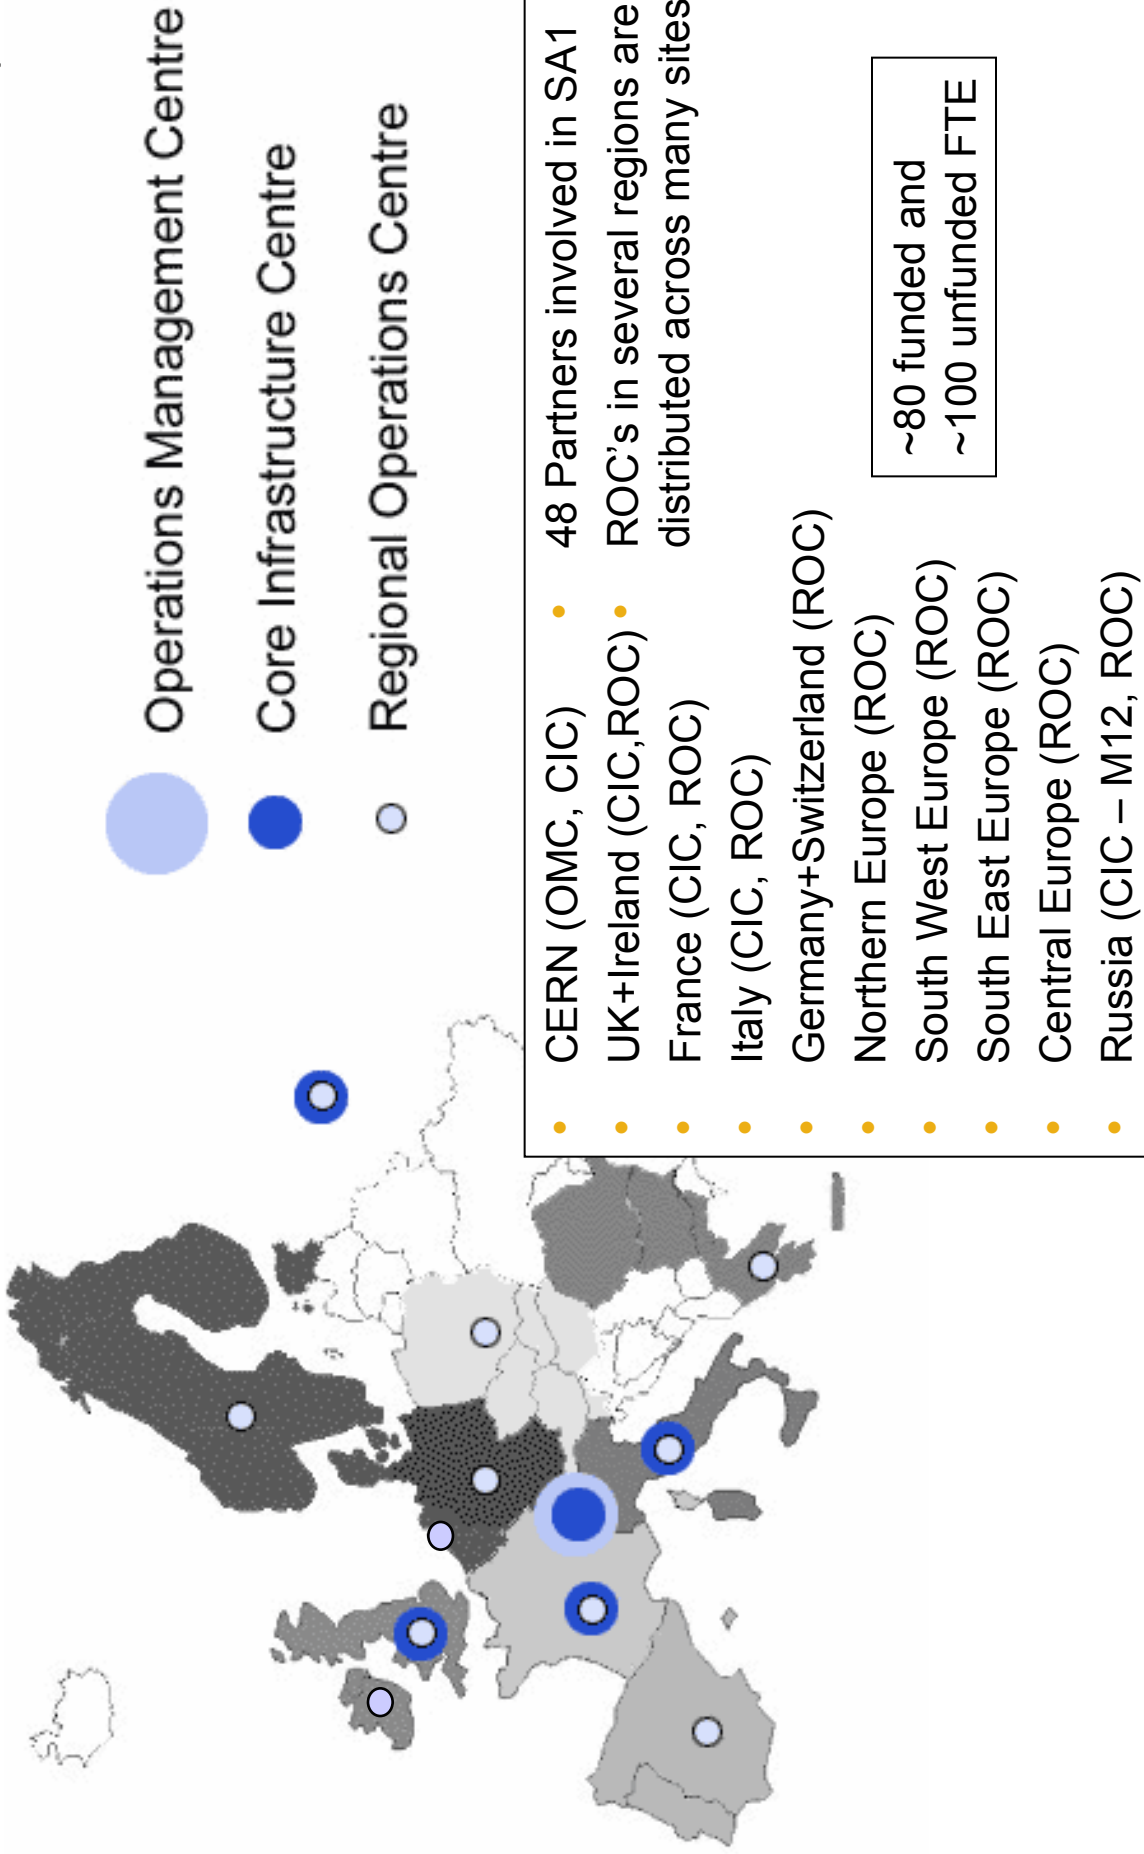 Operations Management Centre
Core Infrastructure Centre
Regional Operations Centre
• CERN (OMC, CIC)
• UK+Ireland (CIC,ROC)
• France (CIC, ROC)
• Italy (CIC, ROC)
• Germany+Switzerland (ROC)
• Northern Europe (ROC)
• South West Europe (ROC)
• South East Europe (ROC)
• Central Europe (ROC)
• Russia (CIC – M12, ROC)
• 48 Partners involved in SA1
• ROC's in several regions are
distributed across many sites
~80 funded and
~100 unfunded FTE